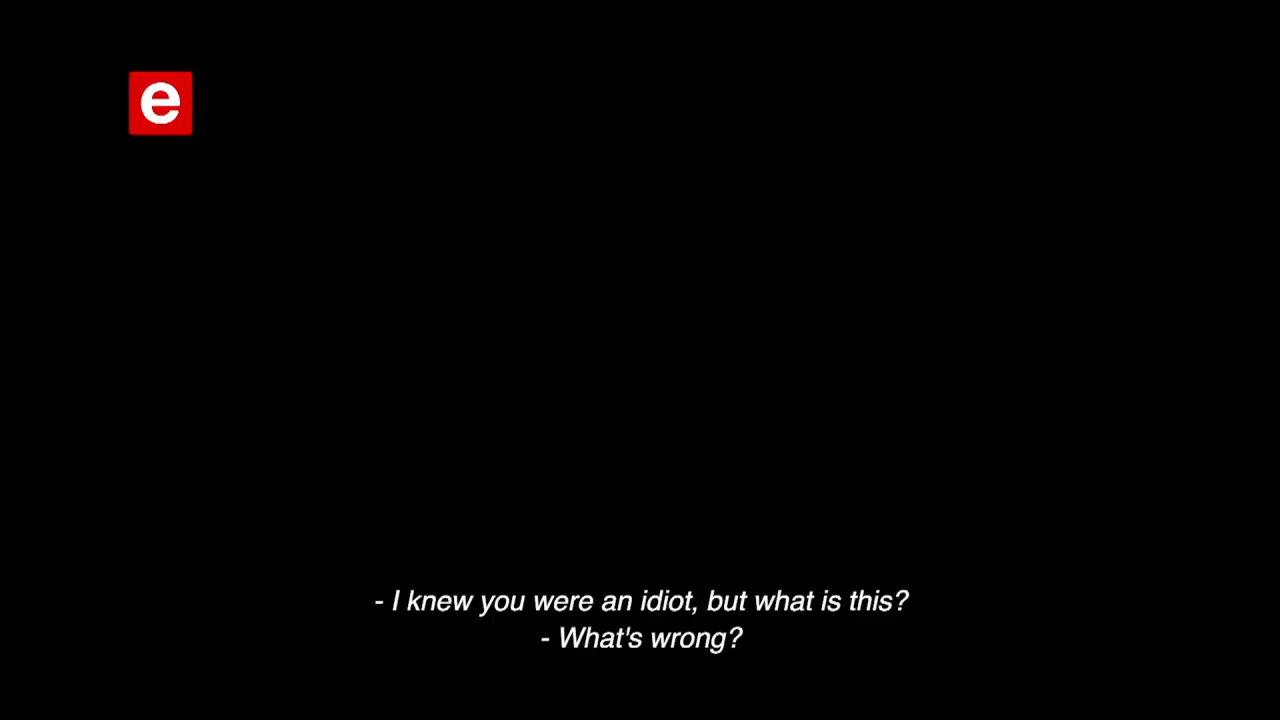 e
- I knew you were an idiot, but what is this?
- What's wrong?